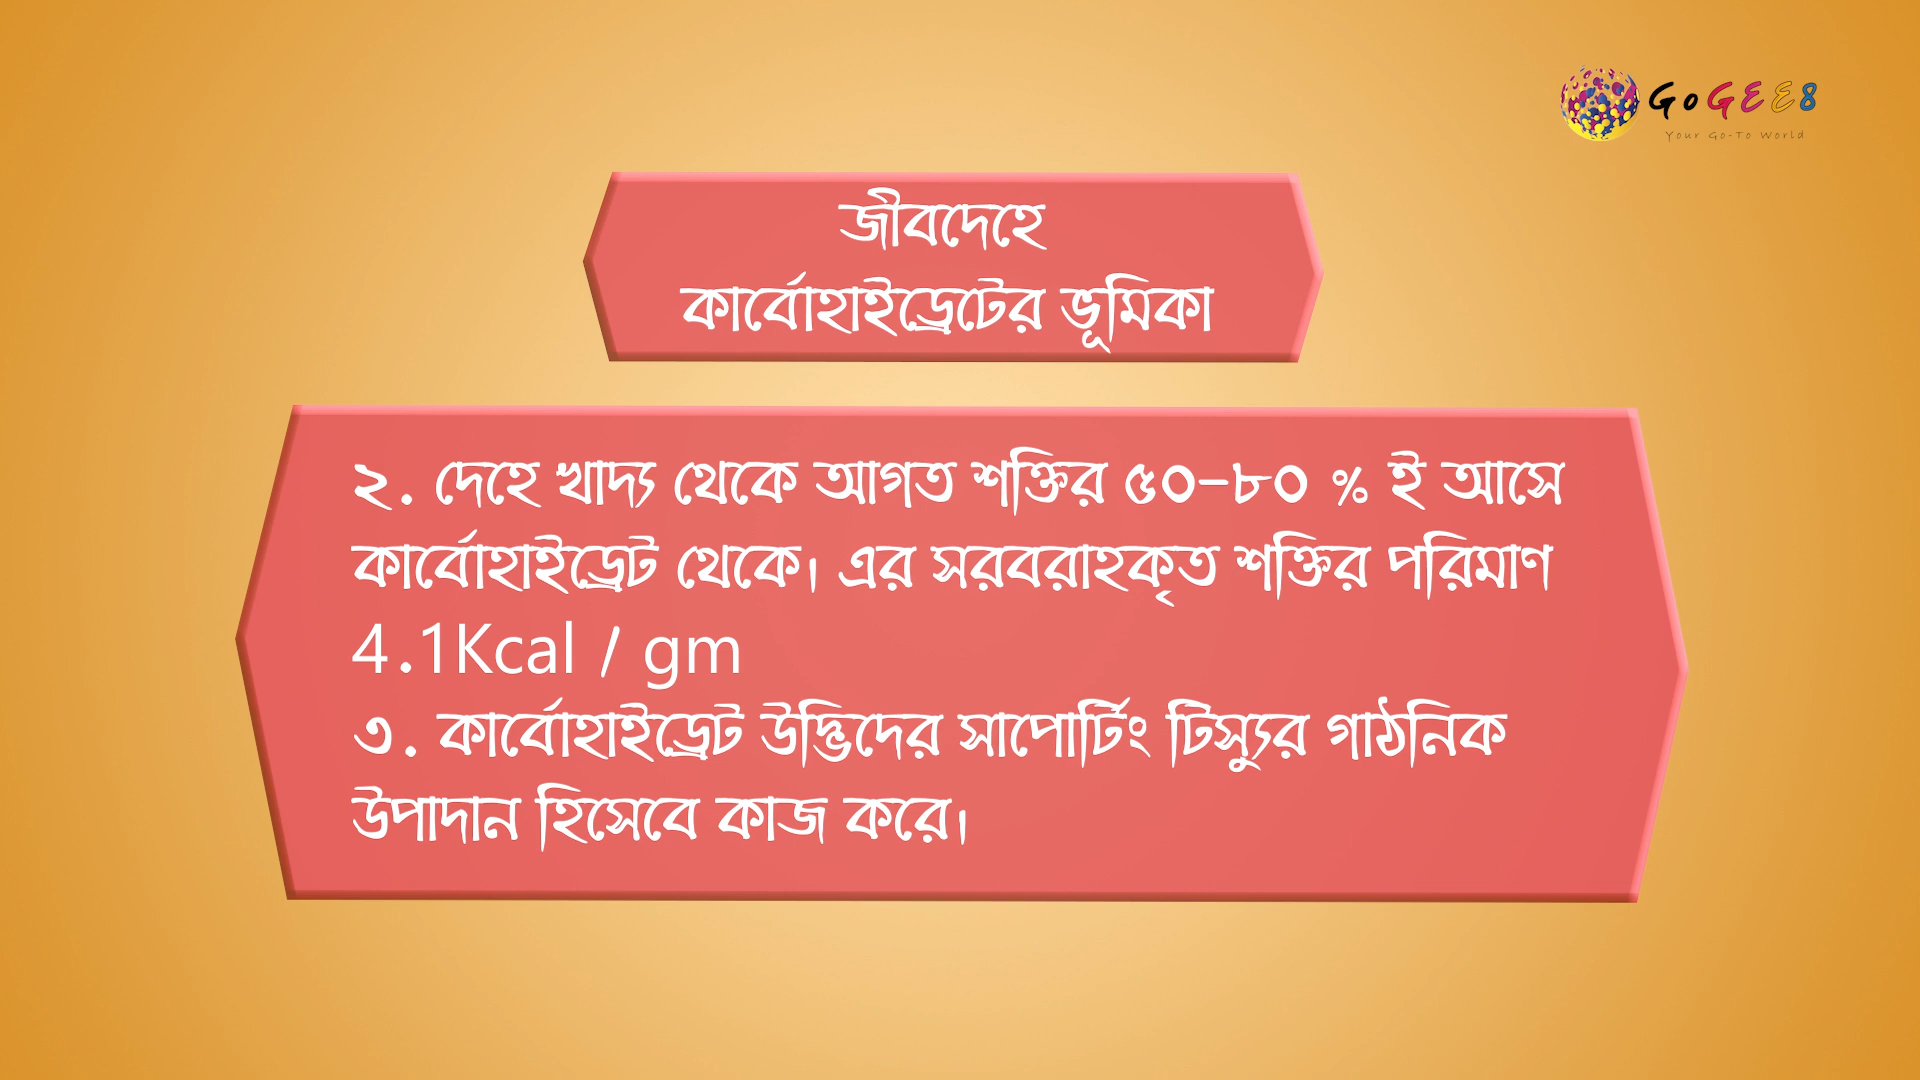 GoGEE8
Your Go-To World
জীবদেহে
কার্বোহাইড্রেটের ভূমিকা
২. দেহে খাদ্য থেকে আগত শক্তির ৫০-৮০ % ই আসে
কার্বোহাইড্রেট থেকে। এর সরবরাহকৃত শক্তির পরিমাণ
4.1Kcal / gm
৩. কার্বোহাইড্রেট উদ্ভিদের সাপোর্টিং টিস্যুর গাঠনিক
উপাদান হিসেবে কাজ করে।